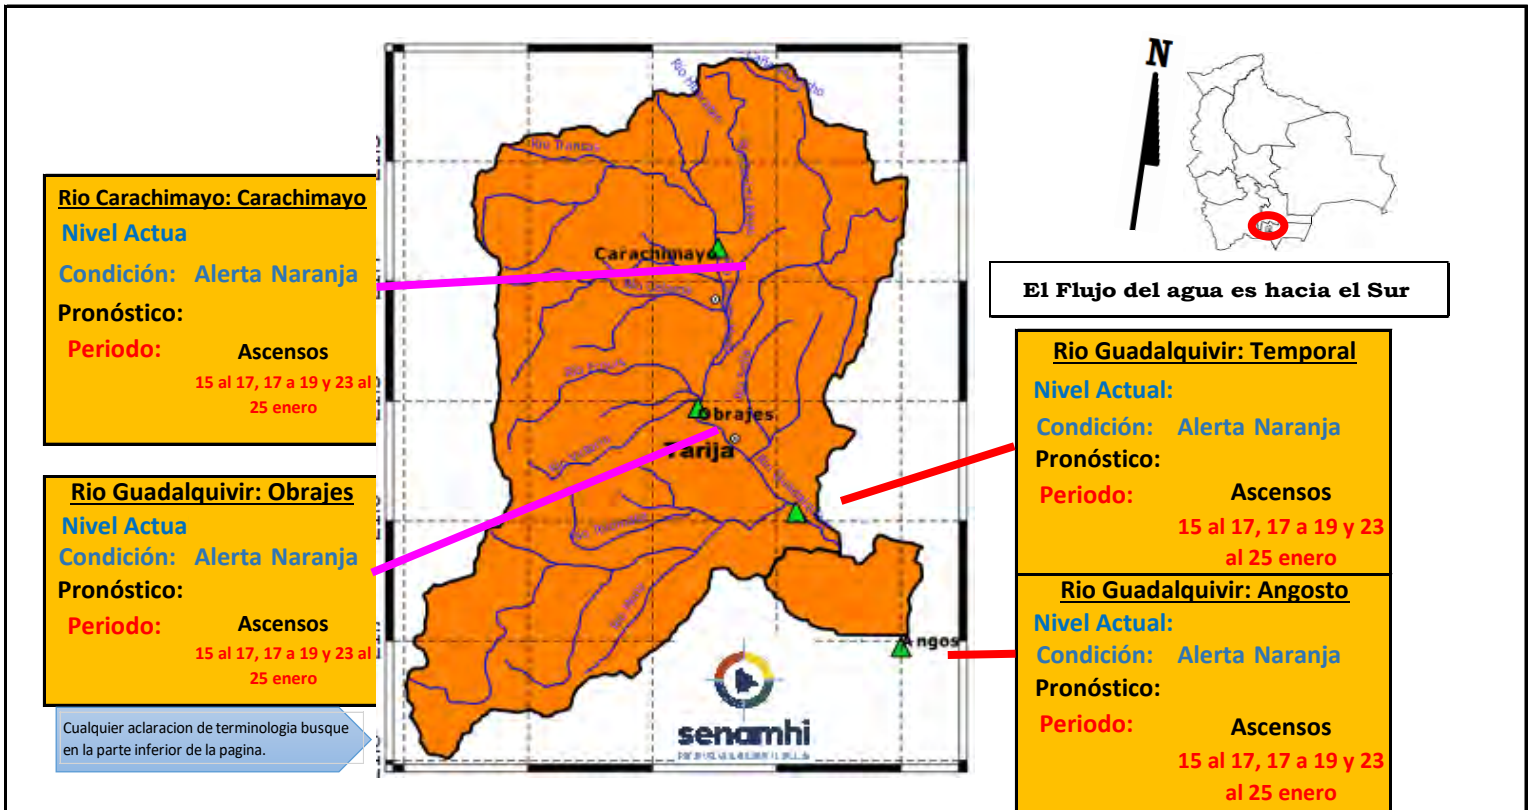 Rio Carachimayo: Carachimayo
Nivel Actua
Condición: Alerta Naranja
Pronóstico:
Periodo: Ascensos
15 al 17, 17 a 19 y 23 al
25 enero
Rio Guadalquivir: Obrajes
Nivel Actua
Condición: Alerta Naranja
Pronóstico:
Periodo: Ascensos
15 al 17, 17 a 19 y 23 al
25 enero
Cualquier aclaracion de terminologia busque
en la parte inferior de la pagina.
Carachimayo
Obrajes
Tarija
Angos
senamhi
N
El Flujo del agua es hacia el Sur
Rio Guadalquivir: Temporal
Nivel Actual:
Condición: Alerta Naranja
Pronóstico:
Periodo: Ascensos
15 al 17, 17 a 19 y 23
al 25 enero
Rio Guadalquivir: Angosto
Nivel Actual:
Condición: Alerta Naranja
Pronóstico:
Periodo: Ascensos
15 al 17, 17 a 19 y 23
al 25 enero